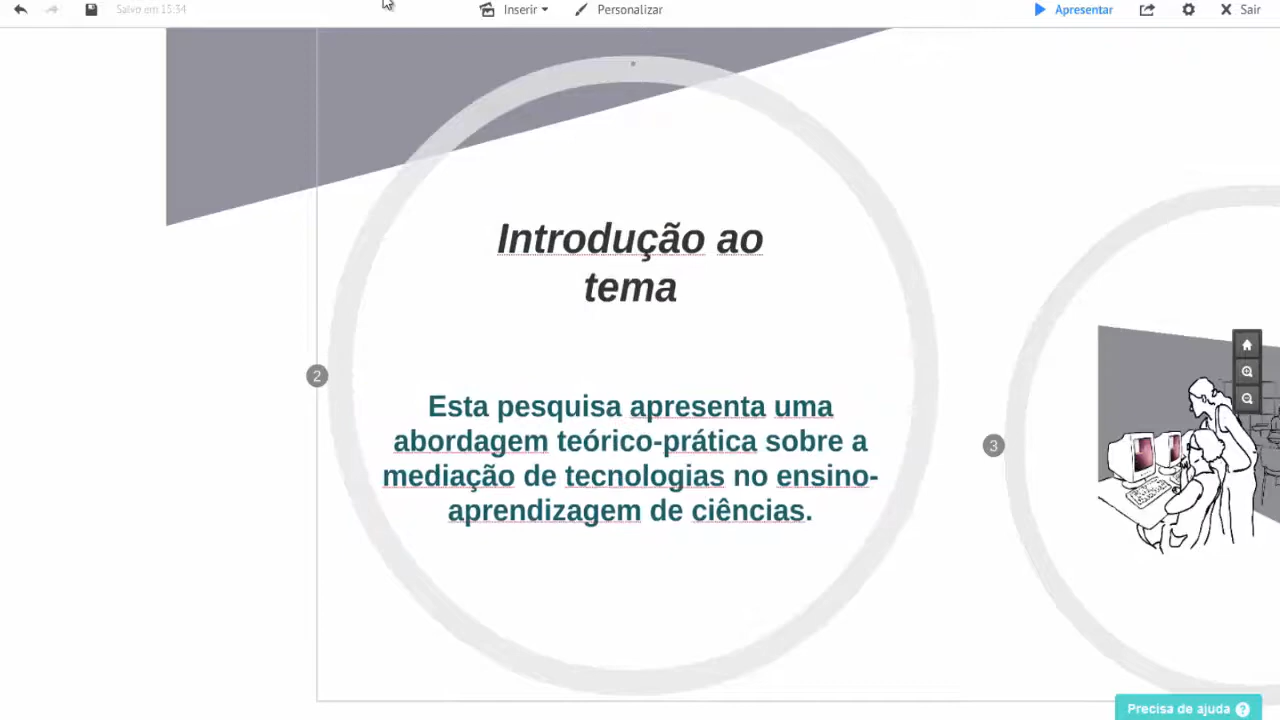 Salvo em 15:34
Inserir
Personalizar
Apresentar
Sair
Introdução ao
tema
2
Esta pesquisa apresenta uma
abordagem teórico-prática sobre a
mediação de tecnologias no ensino-
aprendizagem de ciências.
3
Precisa de ajuda ?